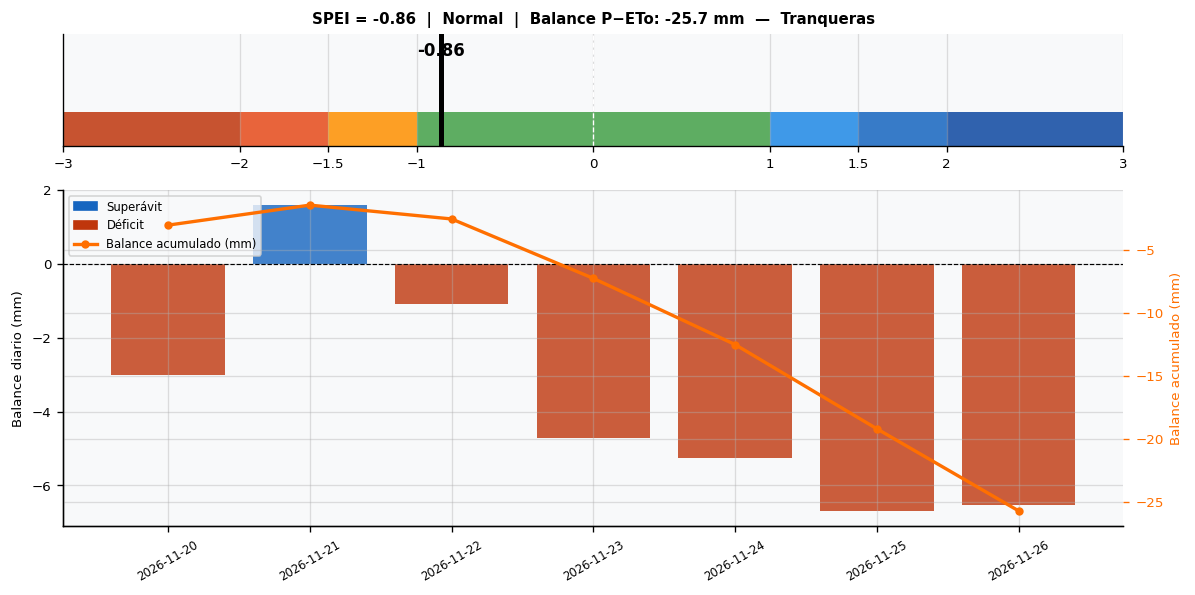 SPEI = -0.86  |  Normal  |  Balance P−ETo: -25.7 mm  —  Tranqueras
-0.86
−3 −2 −1.5 −1 0 1 1.5 2 3
Superávit
Déficit
Balance acumulado (mm)
Balance diario (mm)
2
0
−2
−4
−6
−5
−10
−15
−20
−25
Balance acumulado (mm)
2026-11-20 2026-11-21 2026-11-22 2026-11-23 2026-11-24 2026-11-25 2026-11-26